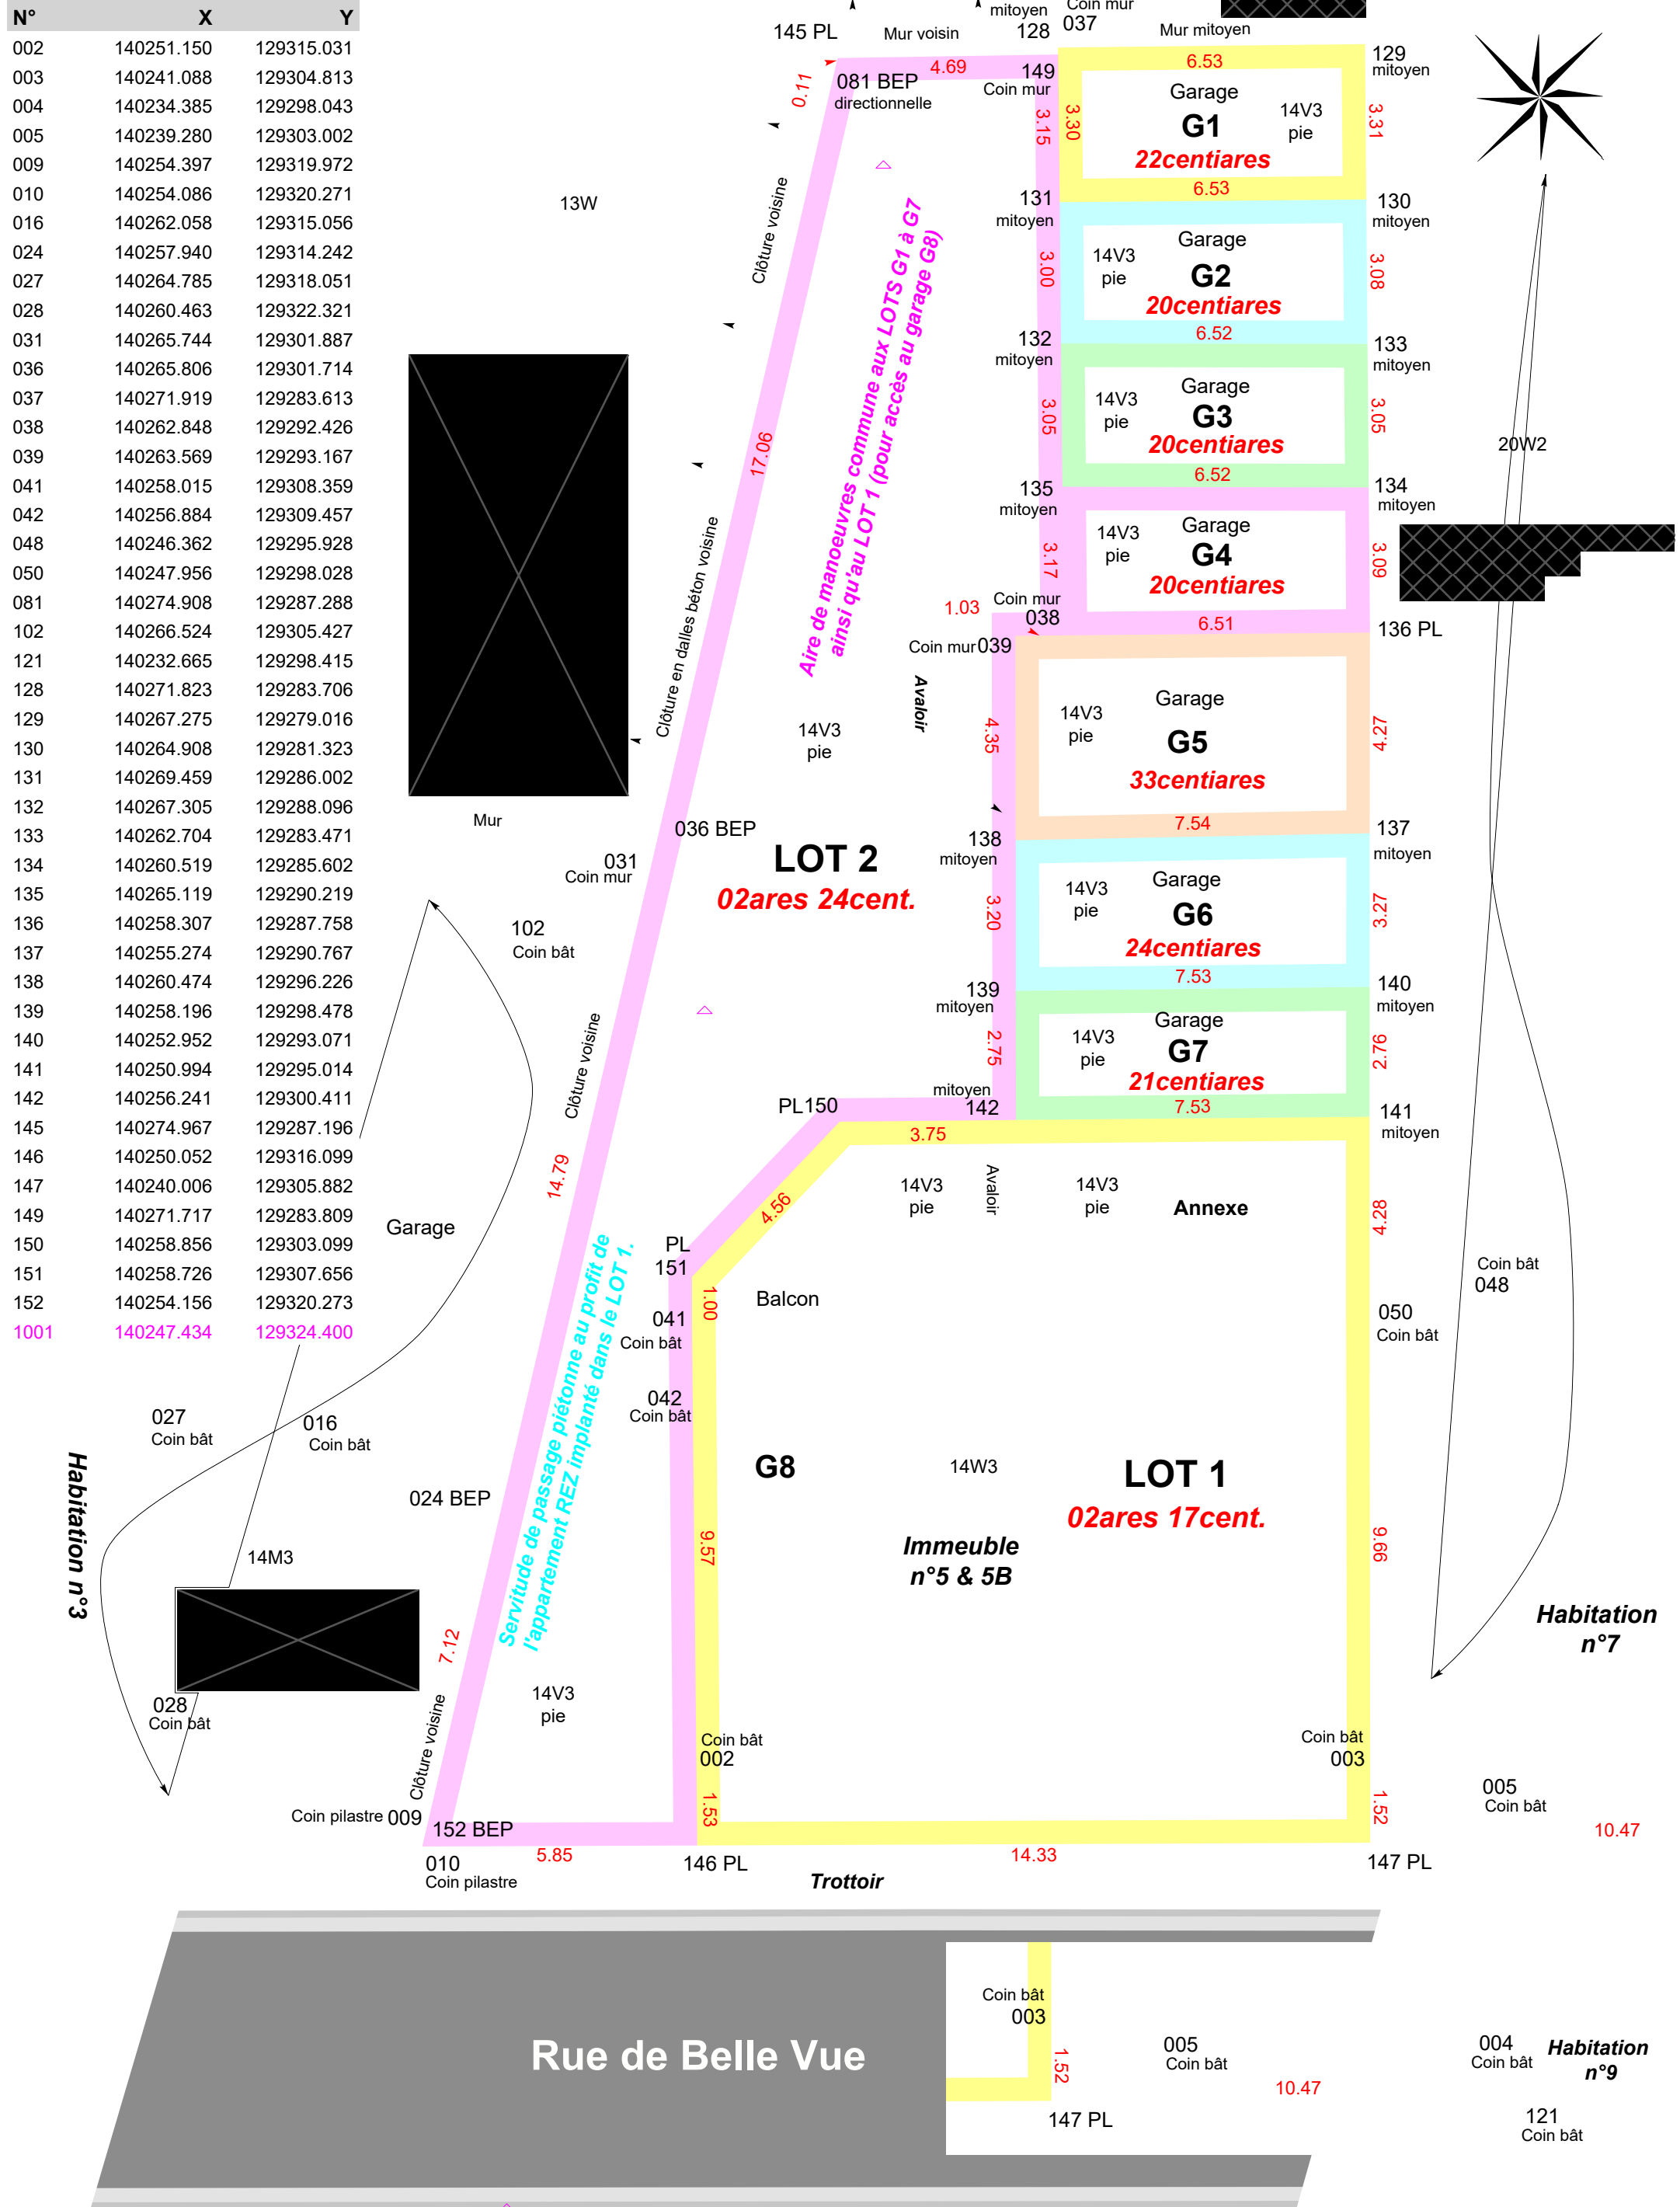 N° X Y
002 140251.150 129315.031
003 140241.088 129304.813
004 140234.385 129298.043
005 140239.280 129303.002
009 140254.397 129319.972
010 140254.086 129320.271
016 140262.058 129315.056
024 140257.940 129314.242
027 140264.785 129318.051
028 140260.463 129322.321
031 140265.744 129301.887
036 140265.806 129301.714
037 140271.919 129283.613
038 140262.848 129292.426
039 140263.569 129293.167
041 140258.015 129308.359
042 140256.884 129309.457
048 140246.362 129295.928
050 140247.956 129298.028
081 140274.908 129287.288
102 140266.524 129305.427
121 140232.665 129298.415
128 140271.823 129283.706
129 140267.275 129279.016
130 140264.908 129281.323
131 140269.459 129286.002
132 140267.305 129288.096
133 140262.704 129283.471
134 140260.519 129285.602
135 140265.119 129290.219
136 140258.307 129287.758
137 140255.274 129290.767
138 140260.474 129296.226
139 140258.196 129298.478
140 140252.952 129293.071
141 140250.994 129295.014
142 140256.241 129300.411
145 140274.967 129287.196
146 140250.052 129316.099
147 140240.006 129305.882
149 140271.717 129283.809
150 140258.856 129303.099
151 140258.726 129307.656
152 140254.156 129320.273
1001 140247.434 129324.400
mitoyen
128
Coin mur
037
145 PL
Mur voisin
Mur mitoyen
129
mitoyen
0.11
081 BEP
directionnelle
4.69
149
Coin mur
3.15
6.53
3.30
Garage
G1
22centiares
14V3
pie
3.31
6.53
13W
Clôture voisine
131
mitoyen
130
mitoyen
3.00
14V3
pie
Garage
G2
20centiares
3.08
6.52
132
mitoyen
133
mitoyen
3.05
14V3
pie
Garage
G3
20centiares
3.05
6.52
20W2
17.06
Aire de manoeuvres commune aux LOTS G1 à G7
ainsi qu'au LOT 1 (pour accès au garage G8)
135
mitoyen
134
mitoyen
3.17
14V3
pie
Garage
G4
20centiares
3.09
6.51
1.03
Coin mur
038
136 PL
Coin mur 039
Clôture en dalles béton voisine
Avaloir
14V3
pie
4.35
14V3
pie
Garage
G5
33centiares
4.27
7.54
Mur
036 BEP
031
Coin mur
LOT 2
02ares 24cent.
138
mitoyen
137
mitoyen
3.20
14V3
pie
Garage
G6
24centiares
3.27
7.53
102
Coin bât
139
mitoyen
140
mitoyen
2.75
14V3
pie
Garage
G7
21centiares
2.76
7.53
Clôture voisine
mitoyen
142
PL150
141
mitoyen
3.75
14.79
4.56
14V3
pie
Avaloir
14V3
pie
Annexe
4.28
Garage
PL
151
1.00
Balcon
Coin bât
048
050
Coin bât
041
Coin bât
042
Coin bât
Servitude de passage piétonne au profit de
l'appartement REZ implanté dans le LOT 1.
027
Coin bât
016
Coin bât
Habitation n°3
024 BEP
14M3
G8
14W3
LOT 1
02ares 17cent.
9.57
9.66
Immeuble
n°5 & 5B
Habitation
n°7
7.12
028
Coin bât
14V3
pie
Clôture voisine
Coin bât
002
Coin bât
003
1.53
1.52
005
Coin bât
10.47
Coin pilastre 009
152 BEP
010
Coin pilastre
5.85
146 PL
14.33
147 PL
Trottoir
Rue de Belle Vue
Coin bât
003
1.52
147 PL
005
Coin bât
10.47
004
Coin bât
Habitation
n°9
121
Coin bât